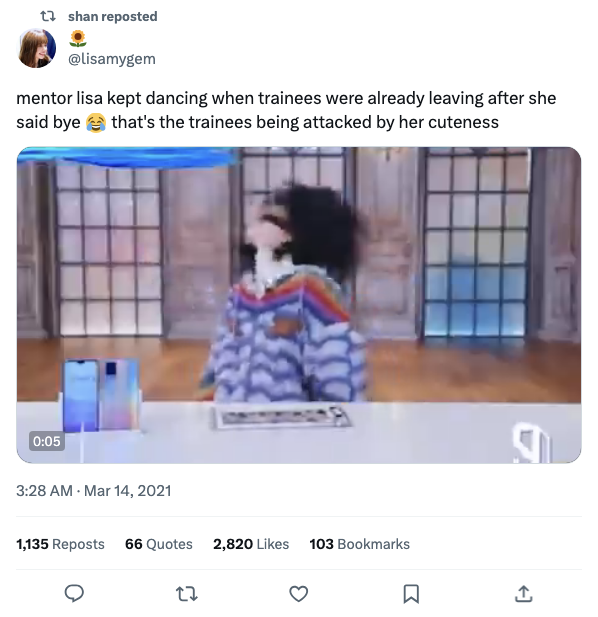 shan reposted
🌻
@lisamygem
mentor lisa kept dancing when trainees were already leaving after she
said bye 😂 that's the trainees being attacked by her cuteness
0:05
3:28 AM · Mar 14, 2021
1,135 Reposts 66 Quotes 2,820 Likes 103 Bookmarks